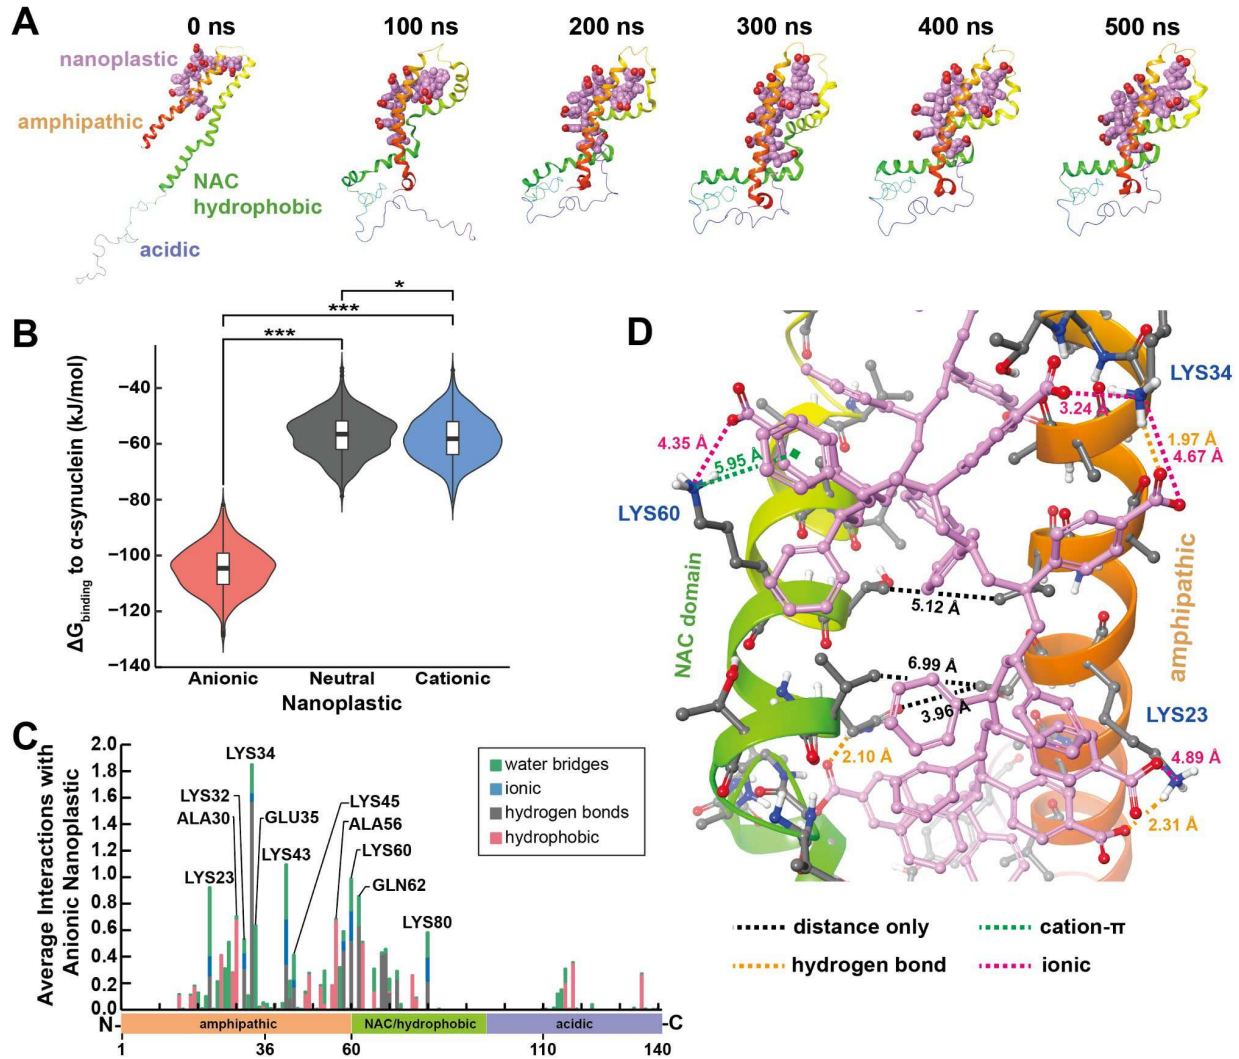 A
0 ns
100 ns
200 ns
300 ns
400 ns
500 ns
nanoplastic
amphipathic
NAC
hydrophobic
acidic
B
*
***
***
ΔGbinding to α-synuclein (kJ/mol)
−40
−60
−80
−100
−120
−140
Anionic
Neutral
Cationic
Nanoplastic
C
Average Interactions with
Anionic Nanoplastic
2.0
1.8
1.6
1.4
1.2
1.0
0.8
0.6
0.4
0.2
0.0
LYS34
LYS32
ALA30
GLU35
LYS45
ALA56
LYS43
LYS60
LYS23
GLN62
LYS80
water bridges
ionic
hydrogen bonds
hydrophobic
N-
amphipathic
NAC/hydrophobic
acidic
-C
1
36
60
110
140
D
LYS34
3.24 Å
4.35 Å
5.95 Å
1.97 Å
4.67 Å
LYS60
NAC domain
amphipathic
5.12 Å
6.99 Å
3.96 Å
LYS23
2.10 Å
4.89 Å
2.31 Å
distance only
cation-π
hydrogen bond
ionic